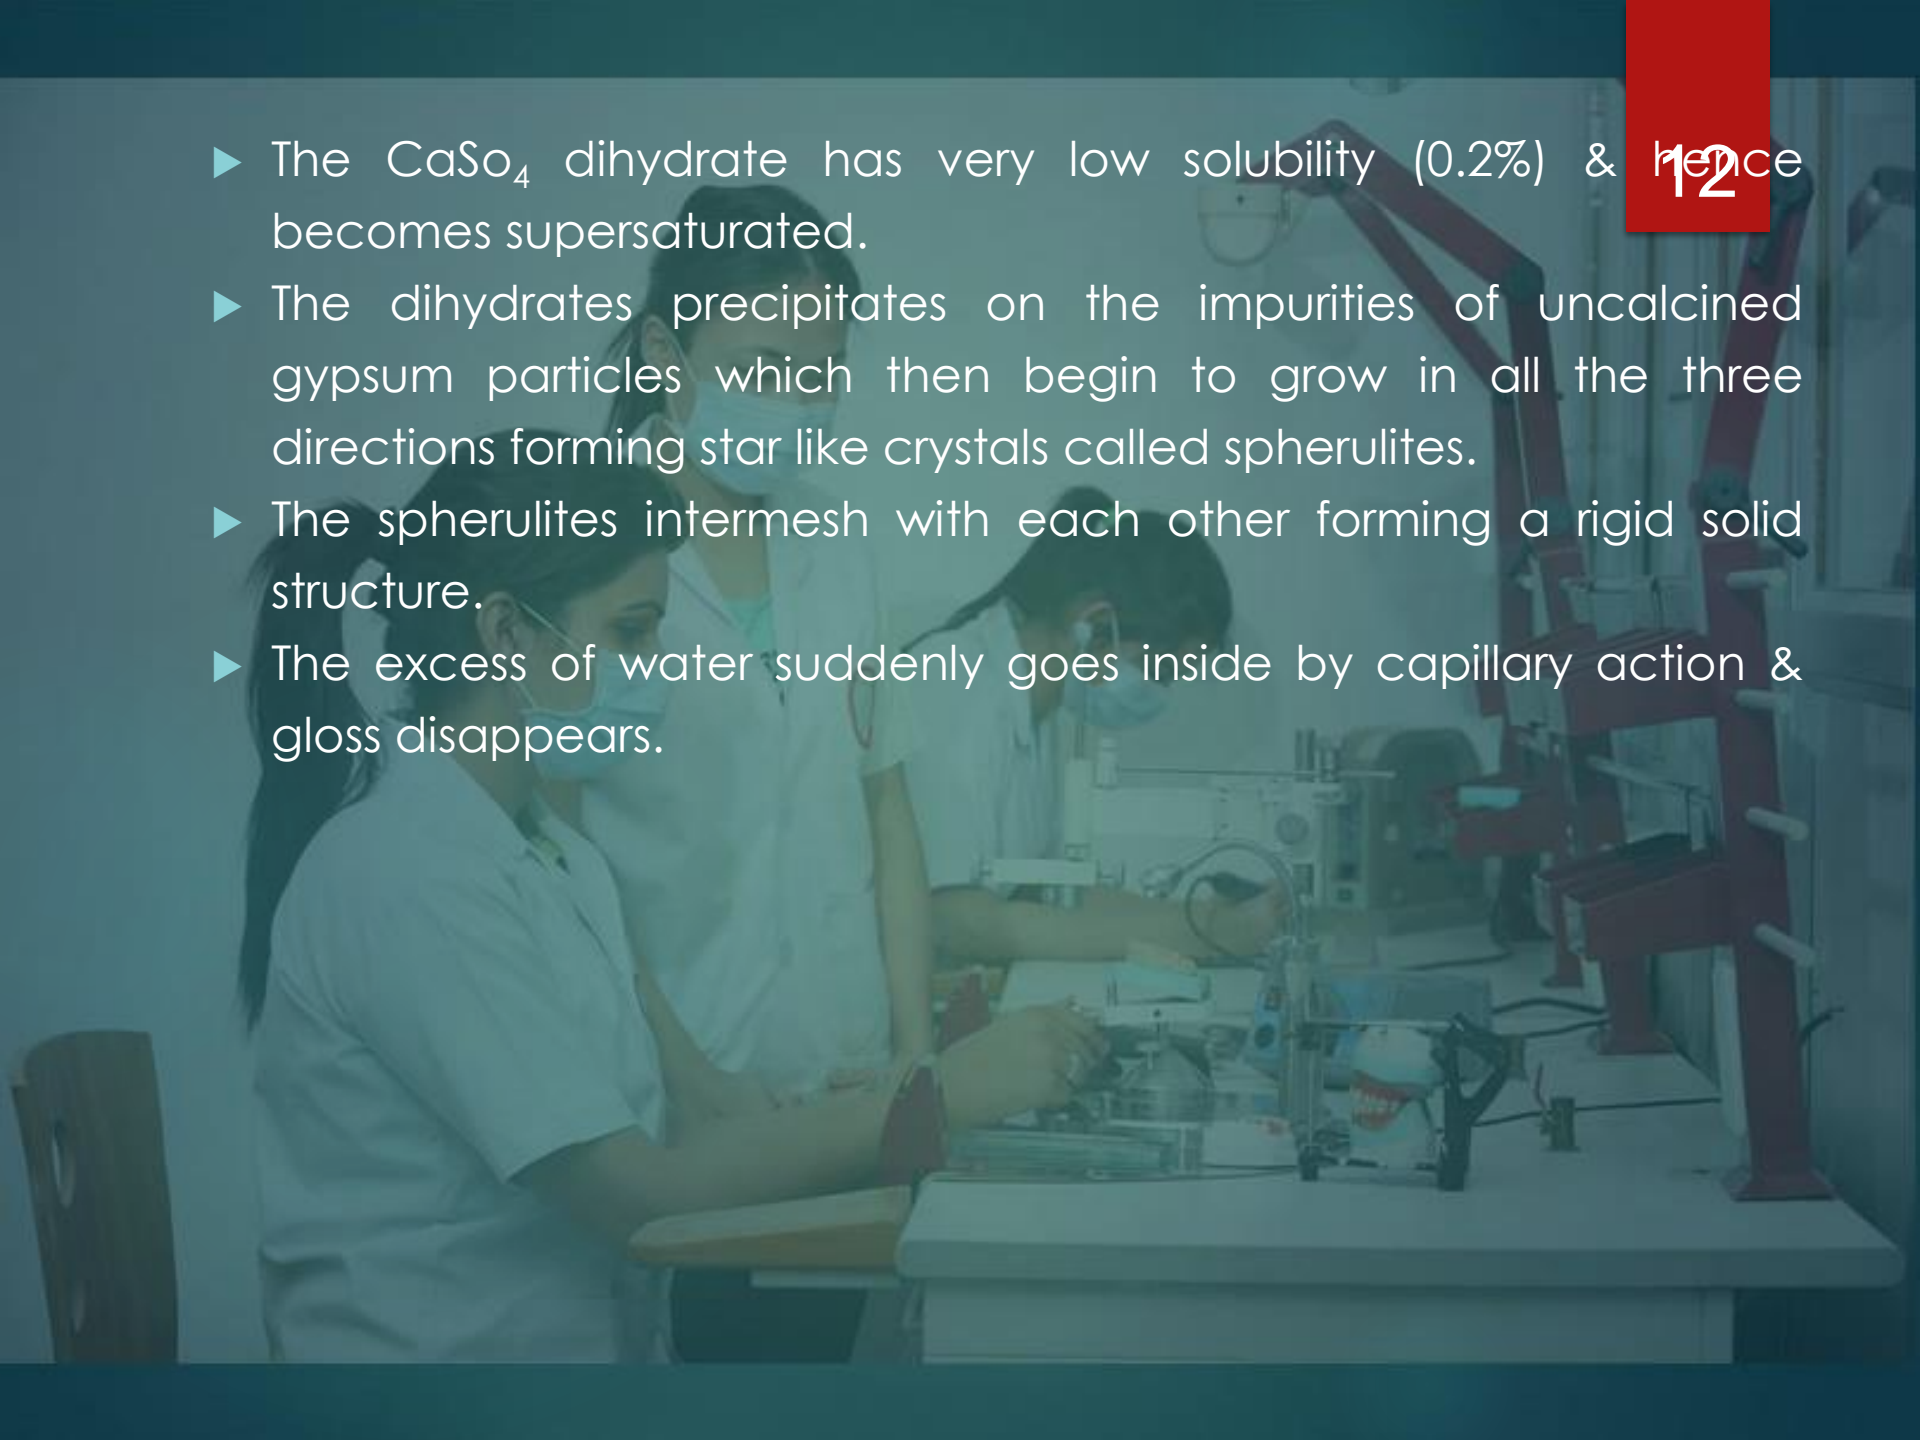 12
► The CaSo₄ dihydrate has very low solubility (0.2%) & hence
becomes supersaturated.
► The dihydrates precipitates on the impurities of uncalcined
gypsum particles which then begin to grow in all the three
directions forming star like crystals called spherulites.
► The spherulites intermesh with each other forming a rigid solid
structure.
► The excess of water suddenly goes inside by capillary action &
gloss disappears.